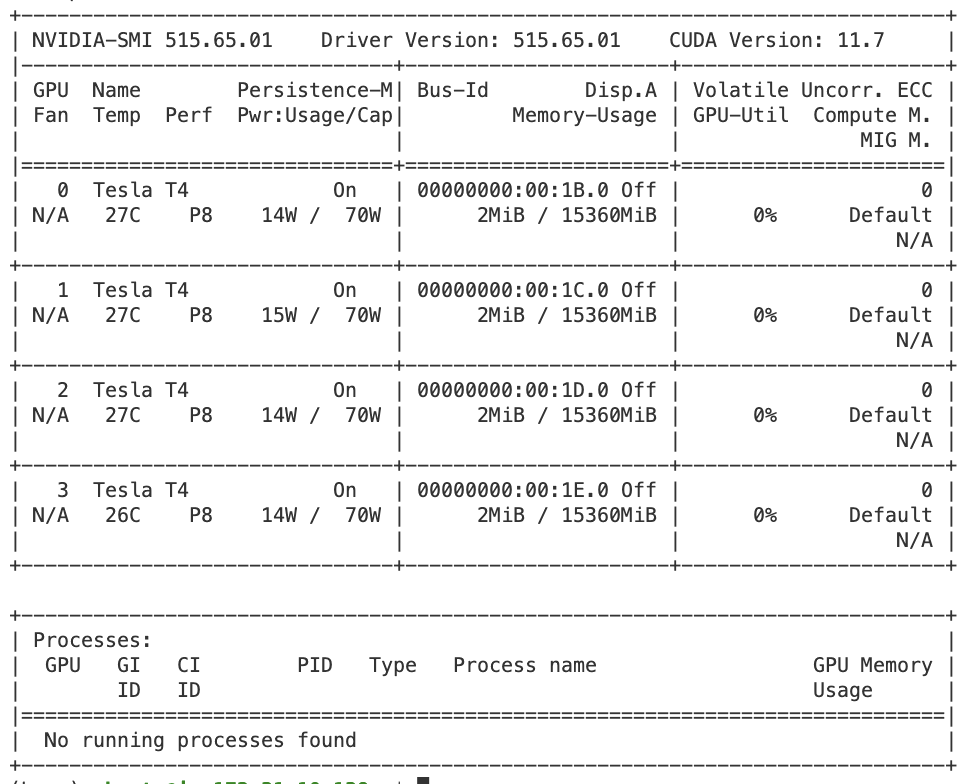 +-----------------------------------------------------------------------------+
| NVIDIA-SMI 515.65.01    Driver Version: 515.65.01    CUDA Version: 11.7     |
|-------------------------------+----------------------+----------------------+
| GPU  Name        Persistence-M| Bus-Id        Disp.A | Volatile Uncorr. ECC |
| Fan  Temp  Perf  Pwr:Usage/Cap|         Memory-Usage | GPU-Util  Compute M. |
|                               |                      |               MIG M. |
|===============================+======================+======================|
|   0  Tesla T4            On   | 00000000:00:1B.0 Off |                    0 |
| N/A   27C    P8    14W /  70W |      2MiB / 15360MiB |      0%      Default |
|                               |                      |                  N/A |
+-------------------------------+----------------------+----------------------+
|   1  Tesla T4            On   | 00000000:00:1C.0 Off |                    0 |
| N/A   27C    P8    15W /  70W |      2MiB / 15360MiB |      0%      Default |
|                               |                      |                  N/A |
+-------------------------------+----------------------+----------------------+
|   2  Tesla T4            On   | 00000000:00:1D.0 Off |                    0 |
| N/A   27C    P8    14W /  70W |      2MiB / 15360MiB |      0%      Default |
|                               |                      |                  N/A |
+-------------------------------+----------------------+----------------------+
|   3  Tesla T4            On   | 00000000:00:1E.0 Off |                    0 |
| N/A   26C    P8    14W /  70W |      2MiB / 15360MiB |      0%      Default |
|                               |                      |                  N/A |
+-------------------------------+----------------------+----------------------+

+-----------------------------------------------------------------------------+
| Processes:                                                                  |
|  GPU   GI   CI        PID   Type   Process name                  GPU Memory |
|        ID   ID                                                   Usage      |
|=============================================================================|
|  No running processes found                                                 |
+-----------------------------------------------------------------------------+